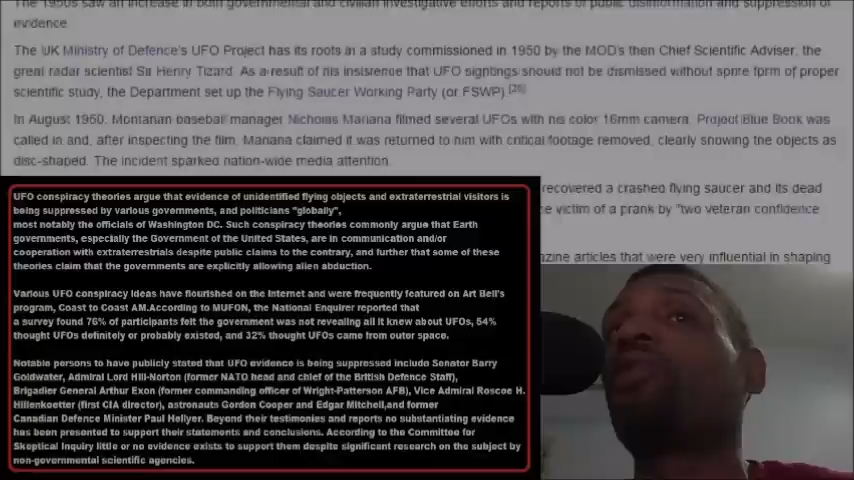 The 1950s saw an increase in both governmental and civilian investigative efforts and reports of public disinformation and suppression of
evidence.
The UK Ministry of Defence's UFO Project has its roots in a study commissioned in 1950 by the MOD's then Chief Scientific Adviser, the
great radar scientist Sir Henry Tizard. As a result of his insistence that UFO sightings should not be dismissed without some form of proper
scientific study, the Department set up the Flying Saucer Working Party (or FSWP).
In August 1950, Montanan baseball manager Nicholas Mariana filmed several UFOs with his color 16mm camera. Project Blue Book was
called in and, after inspecting the film, Mariana claimed it was returned to him with critical footage removed, clearly showing the objects as
disc-shaped. The incident sparked nation-wide media attention.
recovered a crashed flying saucer and its dead
victim of a prank by "two veteran confidence
azine articles that were very influential in shaping
UFO conspiracy theories argue that evidence of unidentified flying objects and extraterrestrial visitors is
being suppressed by various governments, and politicians "globally",
most notably the officials of Washington DC. Such conspiracy theories commonly argue that Earth
governments, especially the Government of the United States, are in communication and/or
cooperation with extraterrestrials despite public claims to the contrary, and further that some of these
theories claim that the governments are explicitly allowing alien abduction.
Various UFO conspiracy ideas have flourished on the Internet and were frequently featured on Art Bell's
program, Coast to Coast AM.According to MUFON, the National Enquirer reported that
a survey found 76% of participants felt the government was not revealing all it knew about UFOs, 54%
thought UFOs definitely or probably existed, and 32% thought UFOs came from outer space.
Notable persons to have publicly stated that UFO evidence is being suppressed include Senator Barry
Goldwater, Admiral Lord Hill-Norton (former NATO head and chief of the British Defence Staff),
Brigadier General Arthur Exon (former commanding officer of Wright-Patterson AFB), Vice Admiral Roscoe H.
Hillenkoetter (first CIA director), astronauts Gordon Cooper and Edgar Mitchell,and former
Canadian Defence Minister Paul Hellyer. Beyond their testimonies and reports no substantiating evidence
has been presented to support their statements and conclusions. According to the Committee for
Skeptical Inquiry little or no evidence exists to support them despite significant research on the subject by
non-governmental scientific agencies.